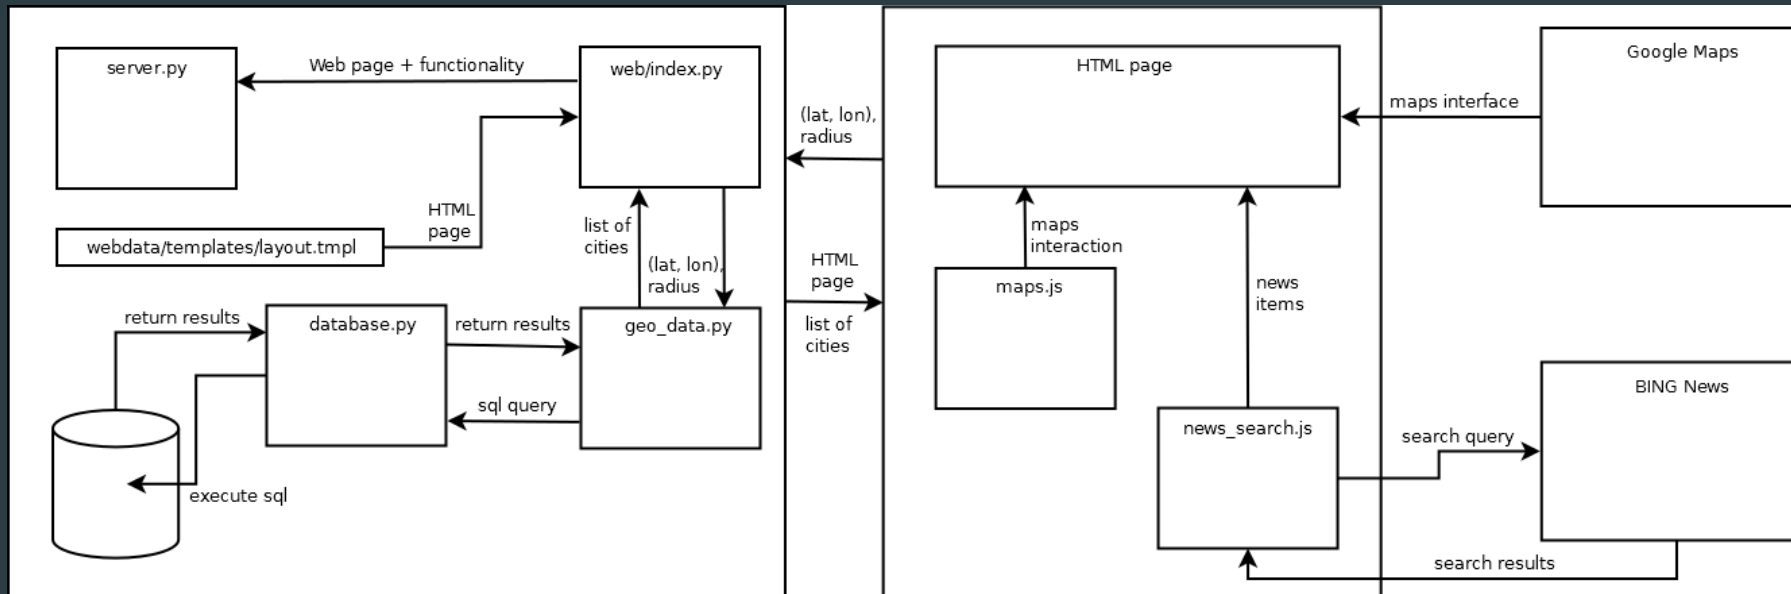 server.py
Web page + functionality
web/index.py
HTML
page
webdata/templates/layout.tmpl
list of
cities
(lat, lon),
radius
return results
database.py
return results
geo_data.py
sql query
execute sql
(lat, lon),
radius
HTML
page
list of
cities
HTML page
maps interface
Google Maps
maps
interaction
maps.js
news
items
news_search.js
search query
BING News
search results